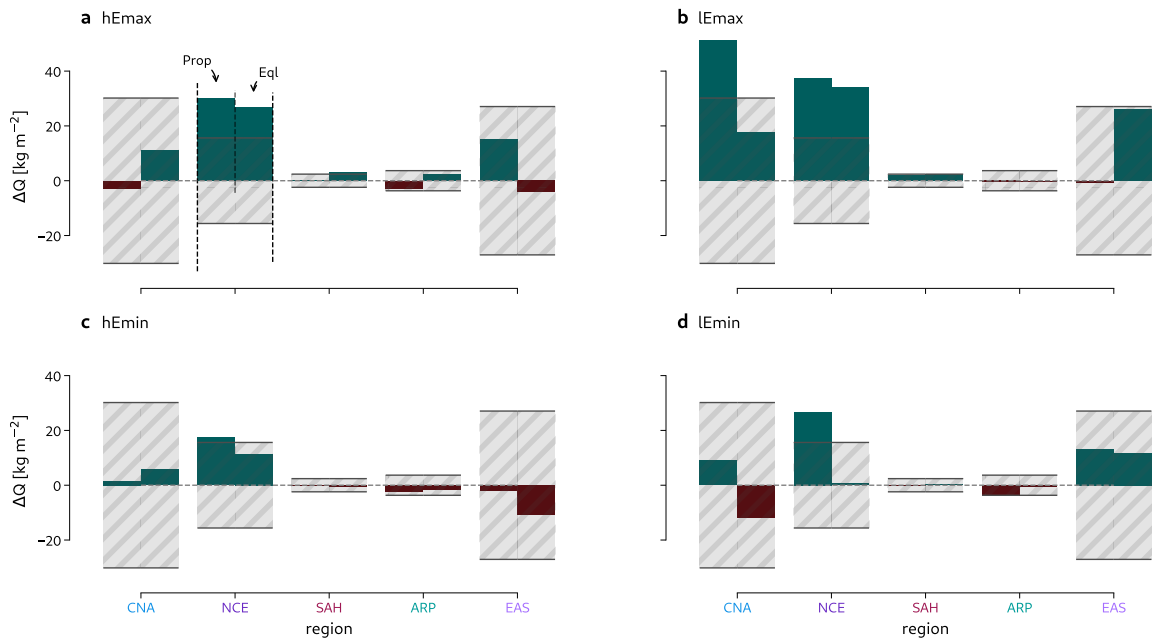 a hEmax
b lEmax
Prop
Eql
ΔQ [kg m⁻²]
40
20
0
−20
c hEmin
d lEmin
ΔQ [kg m⁻²]
40
20
0
−20
CNA NCE SAH ARP EAS
CNA NCE SAH ARP EAS
region
region